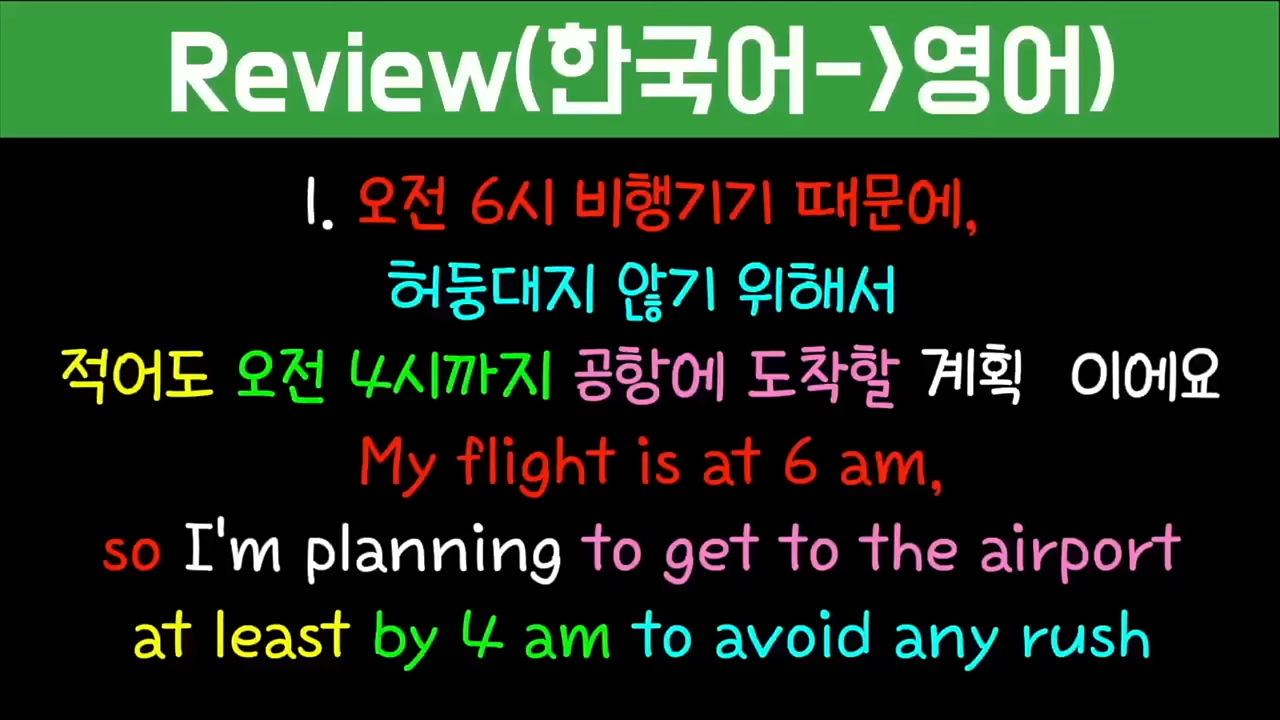 Review(한국어->영어)
1. 오전 6시 비행기기 때문에,
허둥대지 않기 위해서
적어도 오전 4시까지 공항에 도착할 계획 이에요
My flight is at 6 am,
so I'm planning to get to the airport
at least by 4 am to avoid any rush